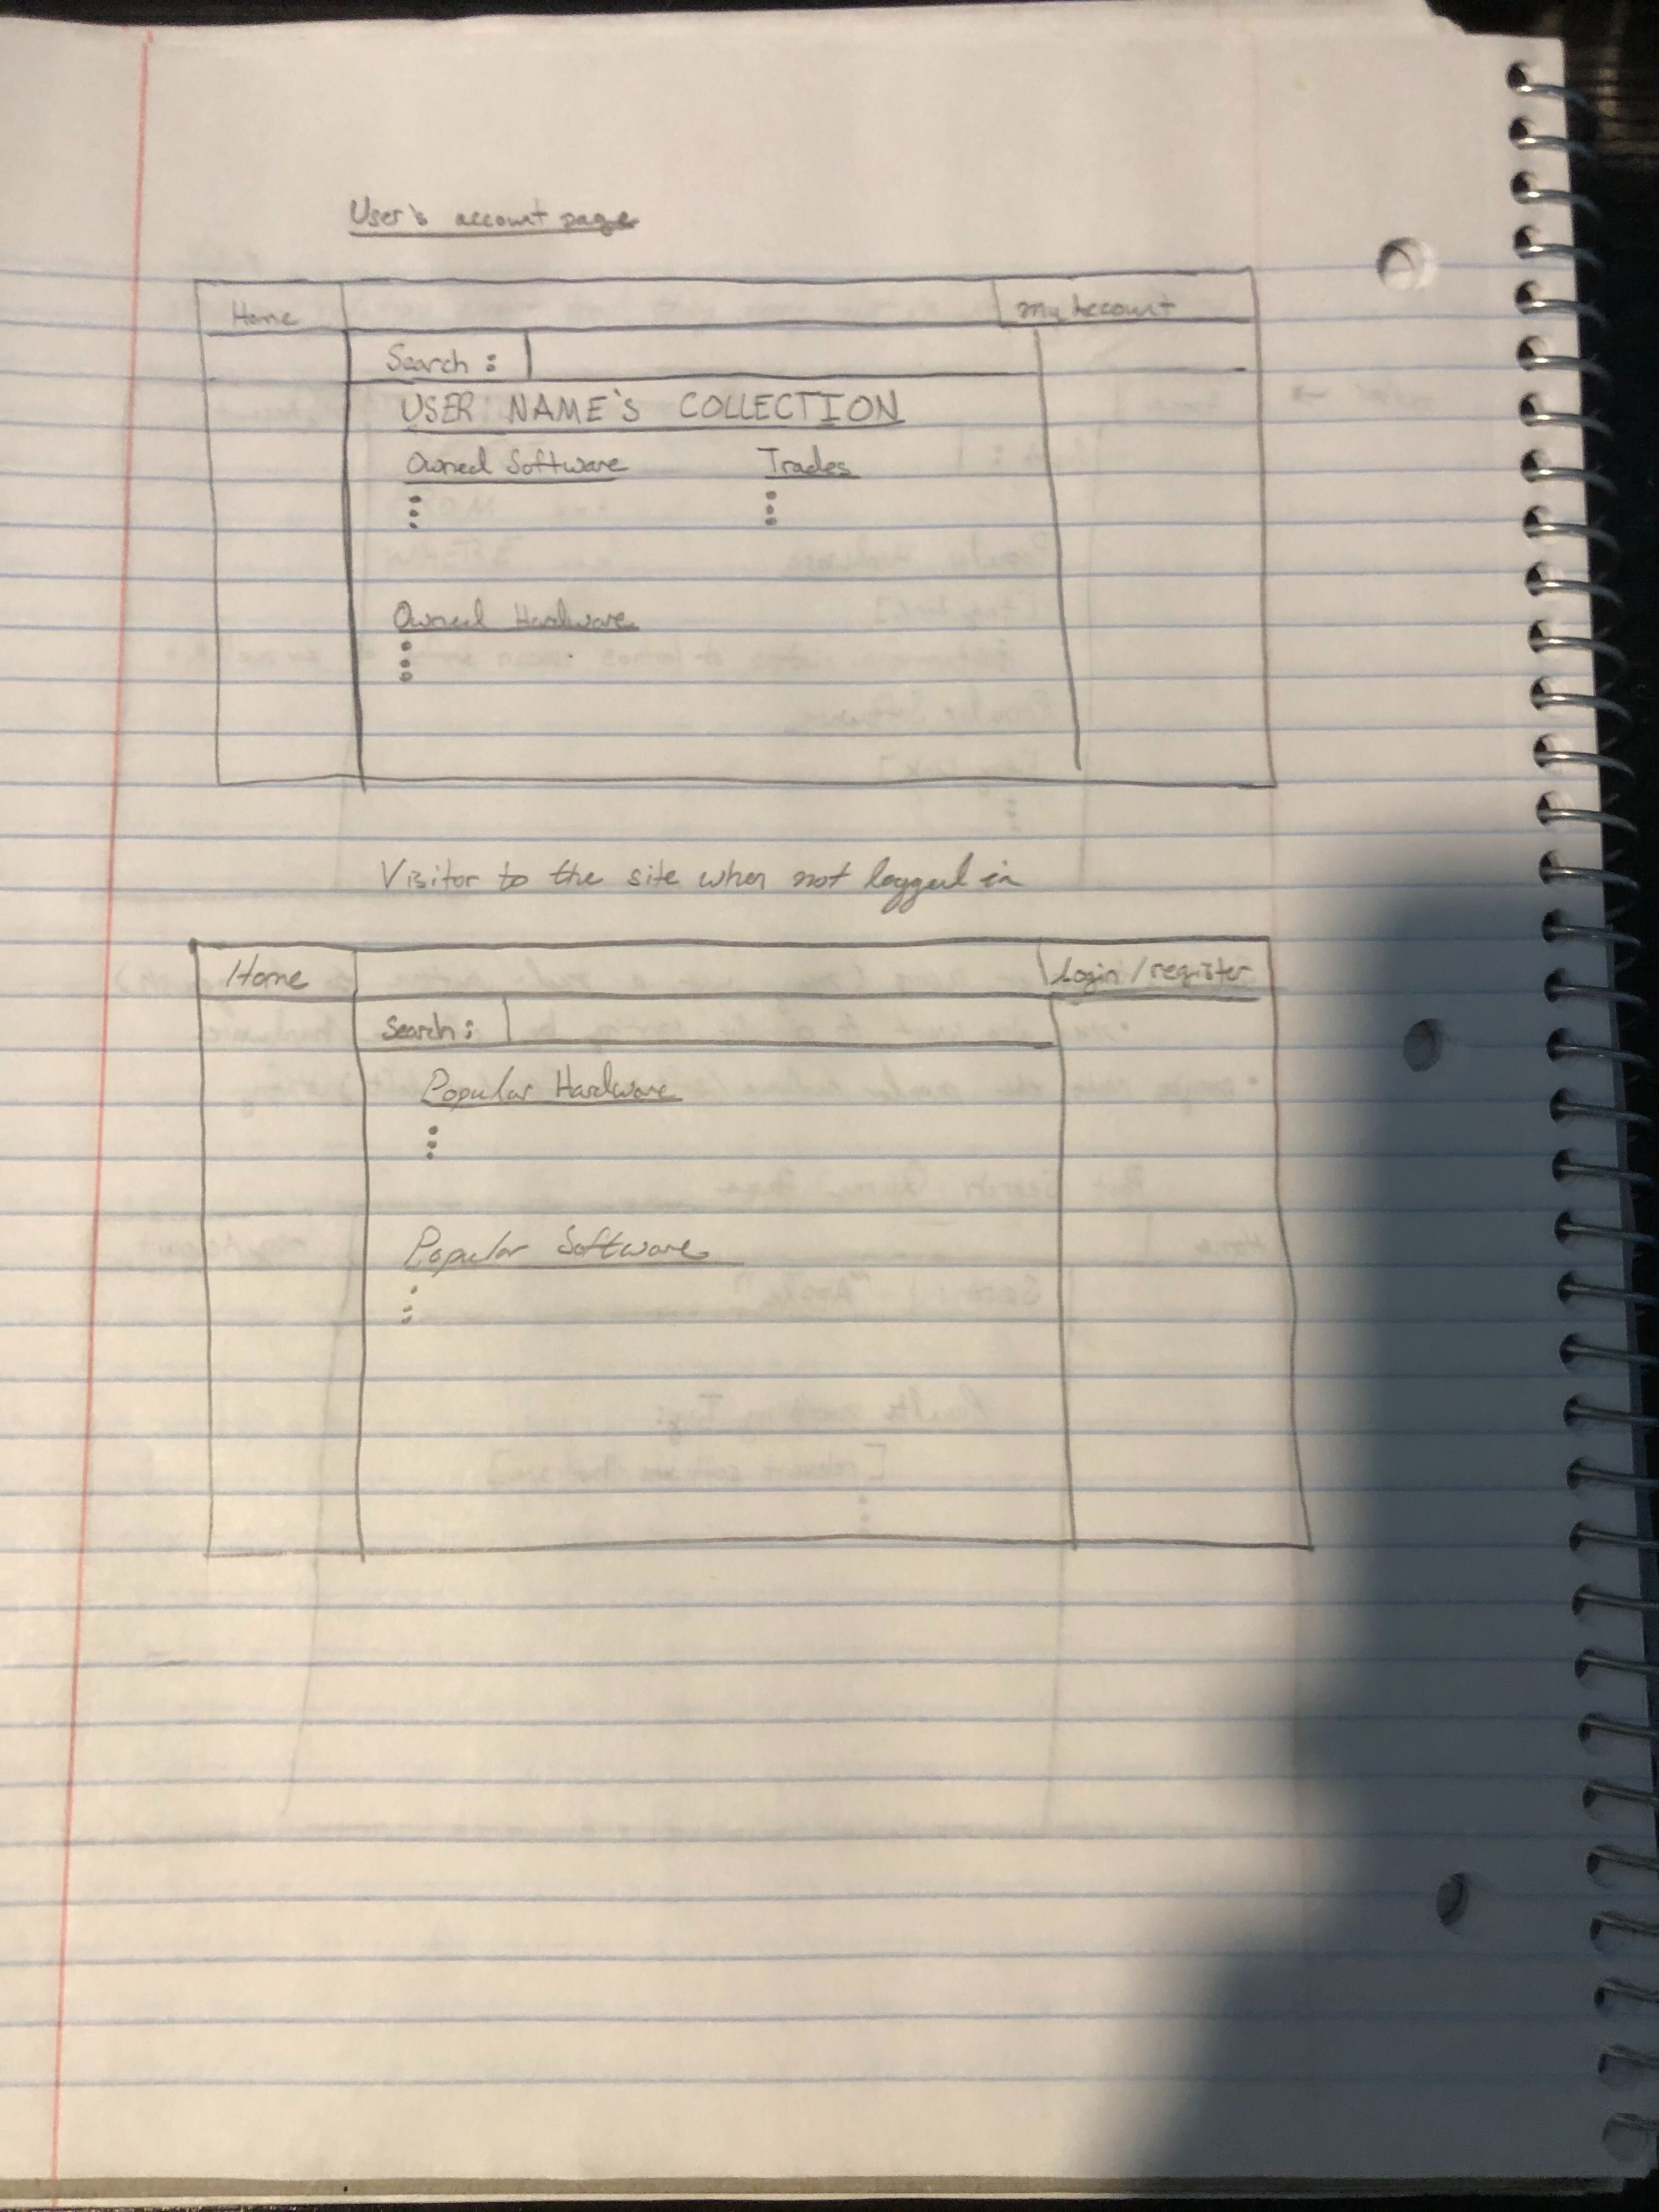 User's account page
Home my Account
Search :
USER NAME'S COLLECTION
Owned Software Trades
Owned Hardware
Visitor to the site when not logged in
Home Login / register
Search :
Popular Hardware
Popular Software